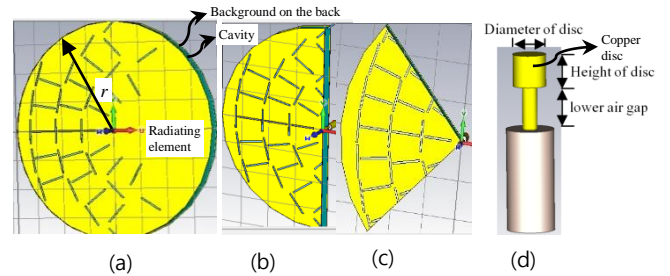 Background on the back
Cavity
r
Radiating
element
Diameter of disc
Copper
disc
Height of disc
lower air gap
(a)
(b)
(c)
(d)